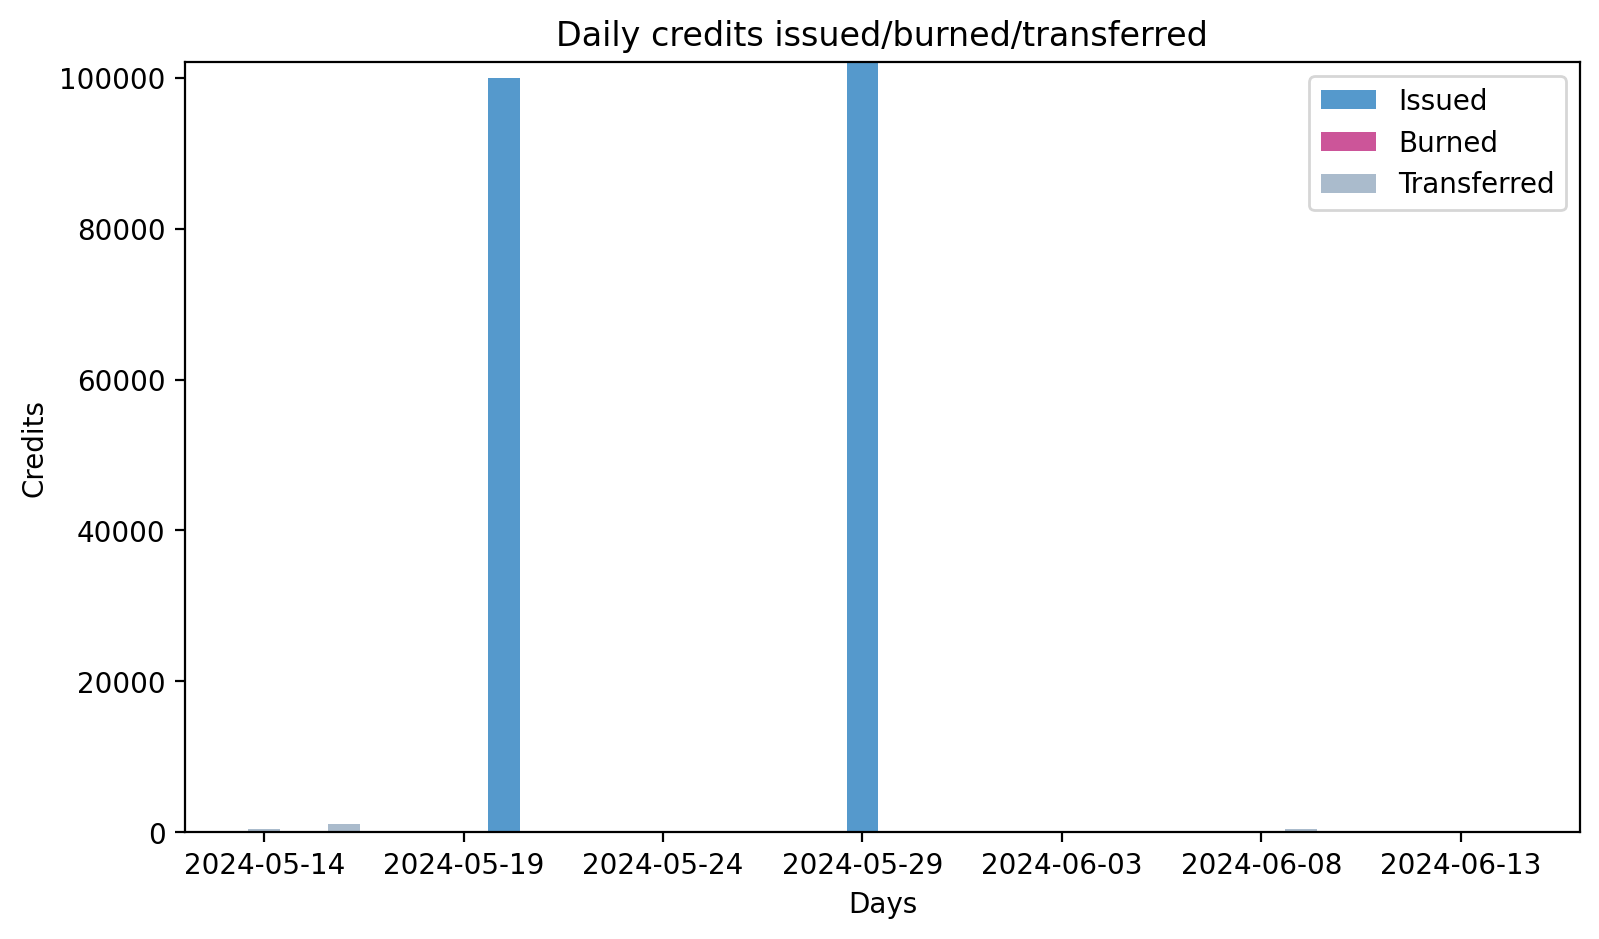 Daily credits issued/burned/transferred
100000
80000
60000
40000
20000
0
Credits
Issued
Burned
Transferred
2024-05-14 2024-05-19 2024-05-24 2024-05-29 2024-06-03 2024-06-08 2024-06-13
Days